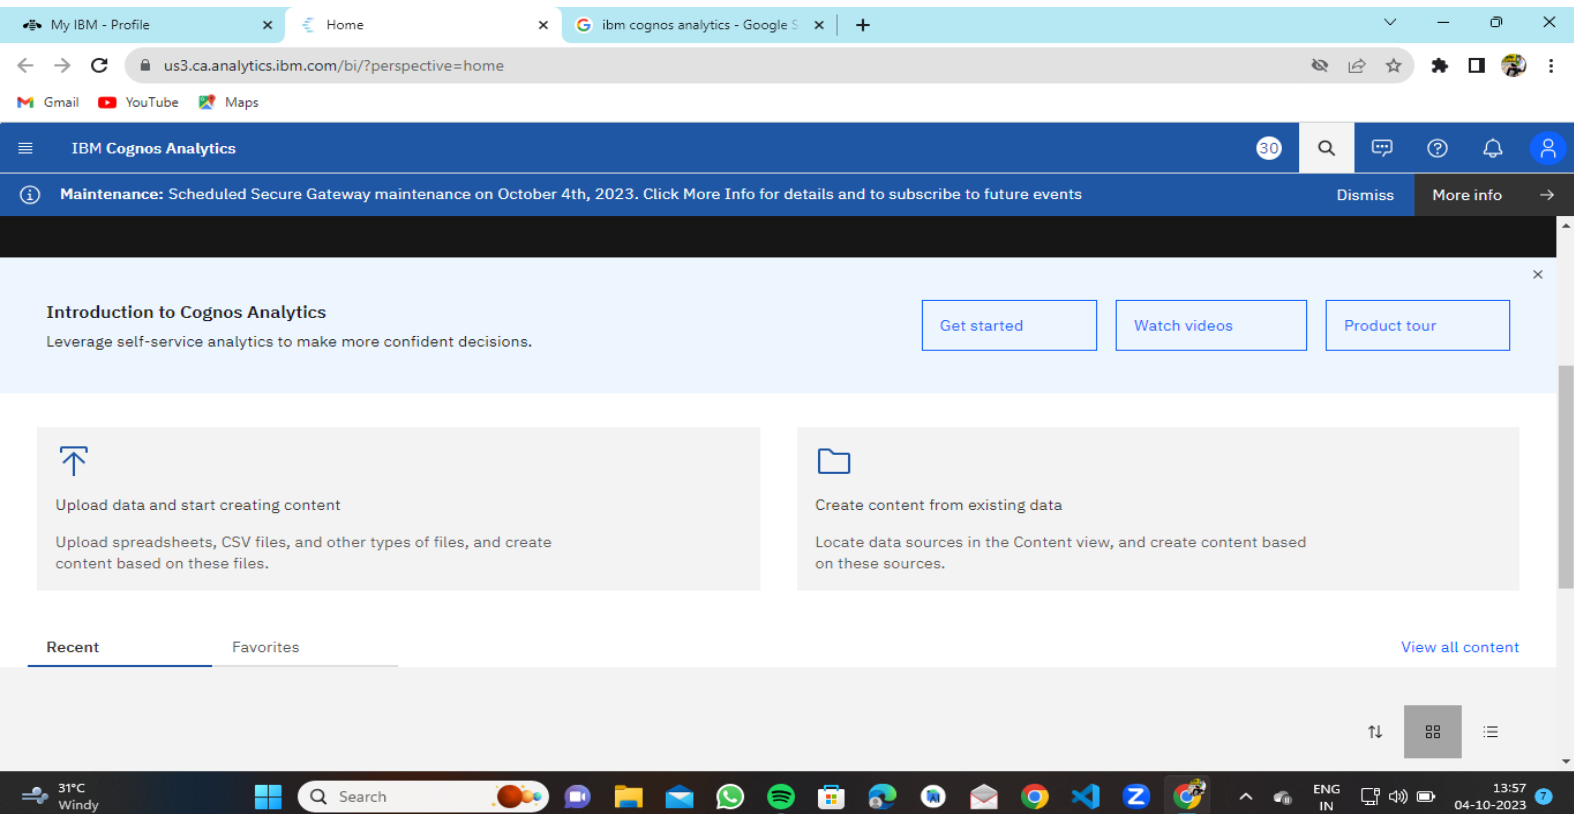 My IBM - Profile
Home
ibm cognos analytics - Google S
us3.ca.analytics.ibm.com/bi/?perspective=home
Gmail YouTube Maps
IBM Cognos Analytics
30
Maintenance: Scheduled Secure Gateway maintenance on October 4th, 2023. Click More Info for details and to subscribe to future events
Dismiss
More info
Introduction to Cognos Analytics
Leverage self-service analytics to make more confident decisions.
Get started
Watch videos
Product tour
Upload data and start creating content
Upload spreadsheets, CSV files, and other types of files, and create
content based on these files.
Create content from existing data
Locate data sources in the Content view, and create content based
on these sources.
Recent
Favorites
View all content
31°C
Windy
Search
ENG
IN
13:57
04-10-2023
7